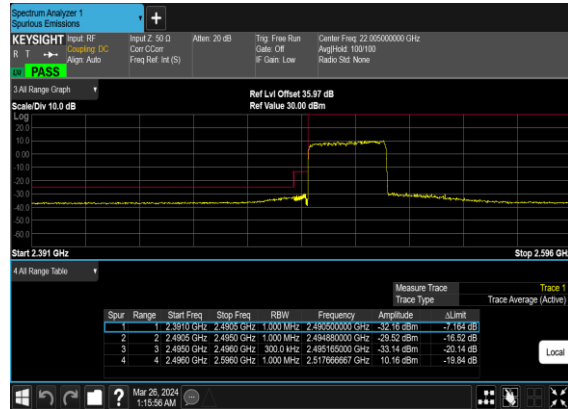 Spectrum Analyzer 1
Spurious Emissions
+
KEYSIGHT Input: RF Input Z: 50 Ω Atten: 20 dB Trig: Free Run Center Freq: 22.005000000 GHz
R T Coupling: DC Corr CCorr Gate: Off Avg|Hold: 100/100
Align: Auto Freq Ref: Int (S) IF Gain: Low Radio Std: None
PASS
3 All Range Graph
Ref Lvl Offset 35.97 dB
Scale/Div 10.0 dB Ref Value 30.00 dBm
Log
20.0
10.0
0.00
-10.0
-20.0
-30.0
-40.0
-50.0
-60.0
Start 2.391 GHz Stop 2.596 GHz
4 All Range Table
Measure Trace Trace 1
Trace Type Trace Average (Active)
Spur Range Start Freq Stop Freq RBW Frequency Amplitude ΔLimit
1 1 2.3910 GHz 2.4905 GHz 1.000 MHz 2.490500000 GHz -32.16 dBm -7.164 dB
2 2 2.4905 GHz 2.4950 GHz 1.000 MHz 2.494880000 GHz -29.52 dBm -16.52 dB
3 3 2.4950 GHz 2.4960 GHz 300.0 kHz 2.495165000 GHz -33.14 dBm -20.14 dB
4 4 2.4960 GHz 2.5960 GHz 1.000 MHz 2.517666667 GHz 10.16 dBm -19.84 dB
Local
? Mar 26, 2024
1:15:56 AM